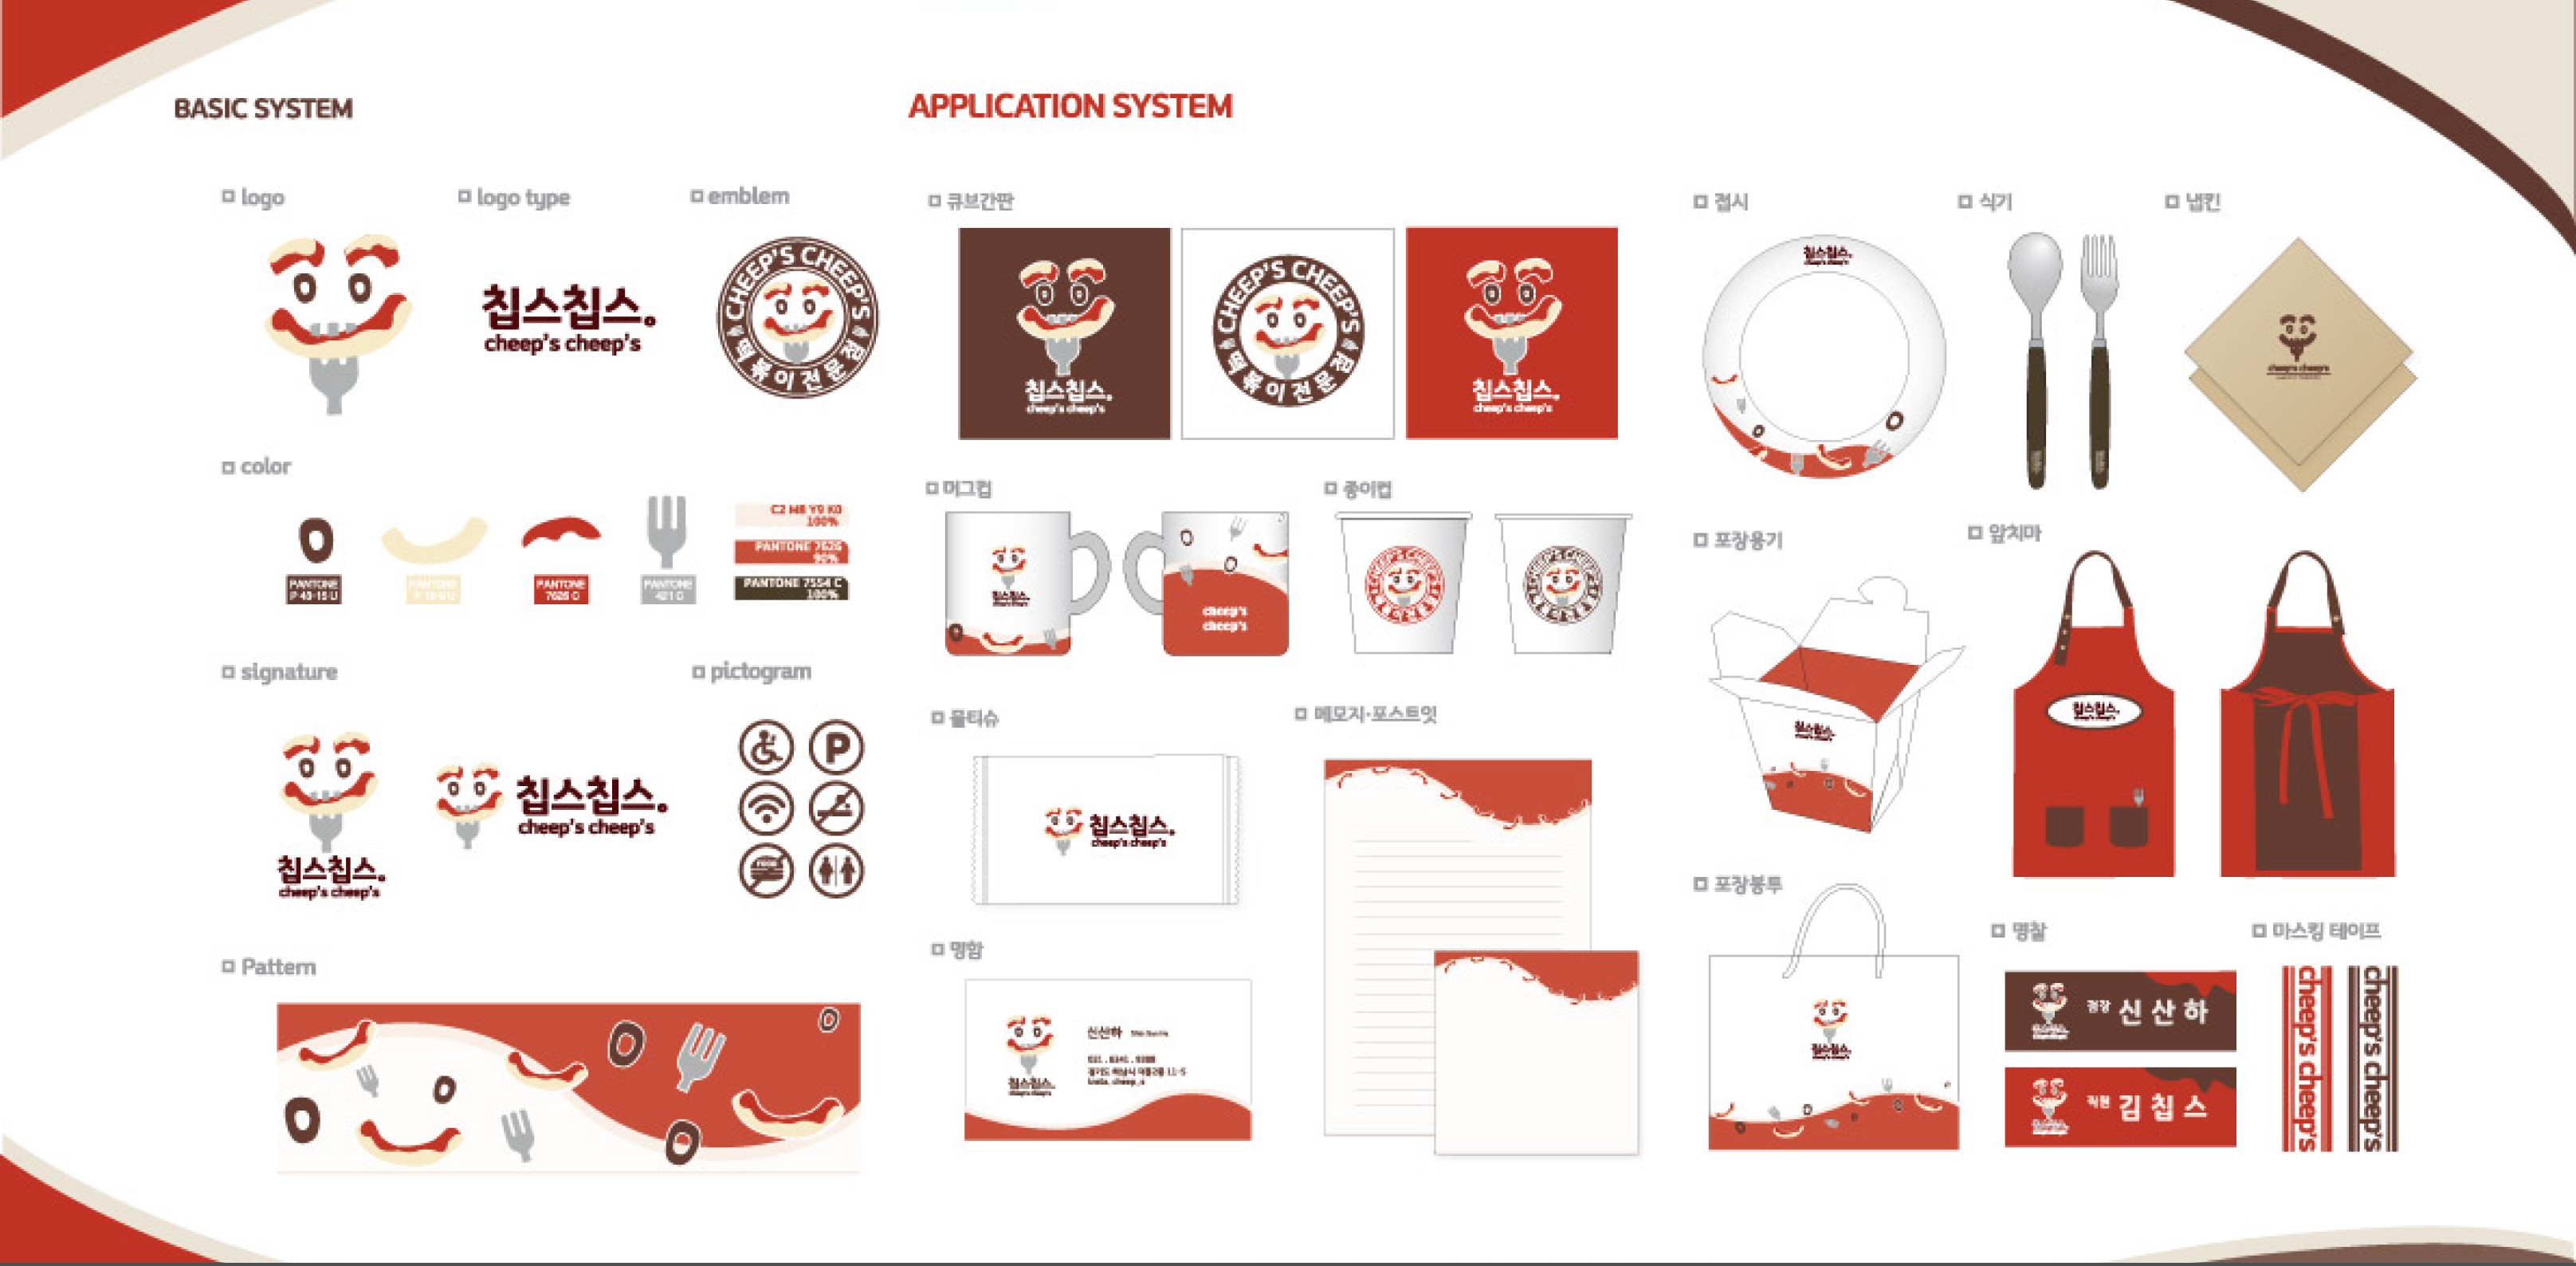 BASIC SYSTEM
logo
logo type
emblem
칩스칩스.
cheep's cheep's
CHEEP'S CHEEP'S
떡볶이전문점
color
PANTONE
P 49-15 U
PANTONE
PANTONE
7626 C
PANTONE
421 C
C2 M8 Y9 K0
100%
PANTONE 7626
90%
PANTONE 7554 C
100%
signature
칩스칩스.
cheep's cheep's
칩스칩스.
cheep's cheep's
pictogram
P
Pattern
APPLICATION SYSTEM
큐브간판
칩스칩스.
cheep's cheep's
CHEEP'S CHEEP'S
떡볶이전문점
칩스칩스.
cheep's cheep's
머그컵
칩스칩스.
cheep's
cheep's
종이컵
물티슈
칩스칩스.
cheep's cheep's
메모지·포스트잇
명함
칩스칩스.
신산하
접시
칩스칩스.
식기
냅킨
cheep's cheep's
포장용기
칩스칩스.
앞치마
칩스칩스.
포장봉투
칩스칩스.
명찰
점장 신산하
직원 김칩스
마스킹 테이프
cheep's cheep's
cheep's cheep's